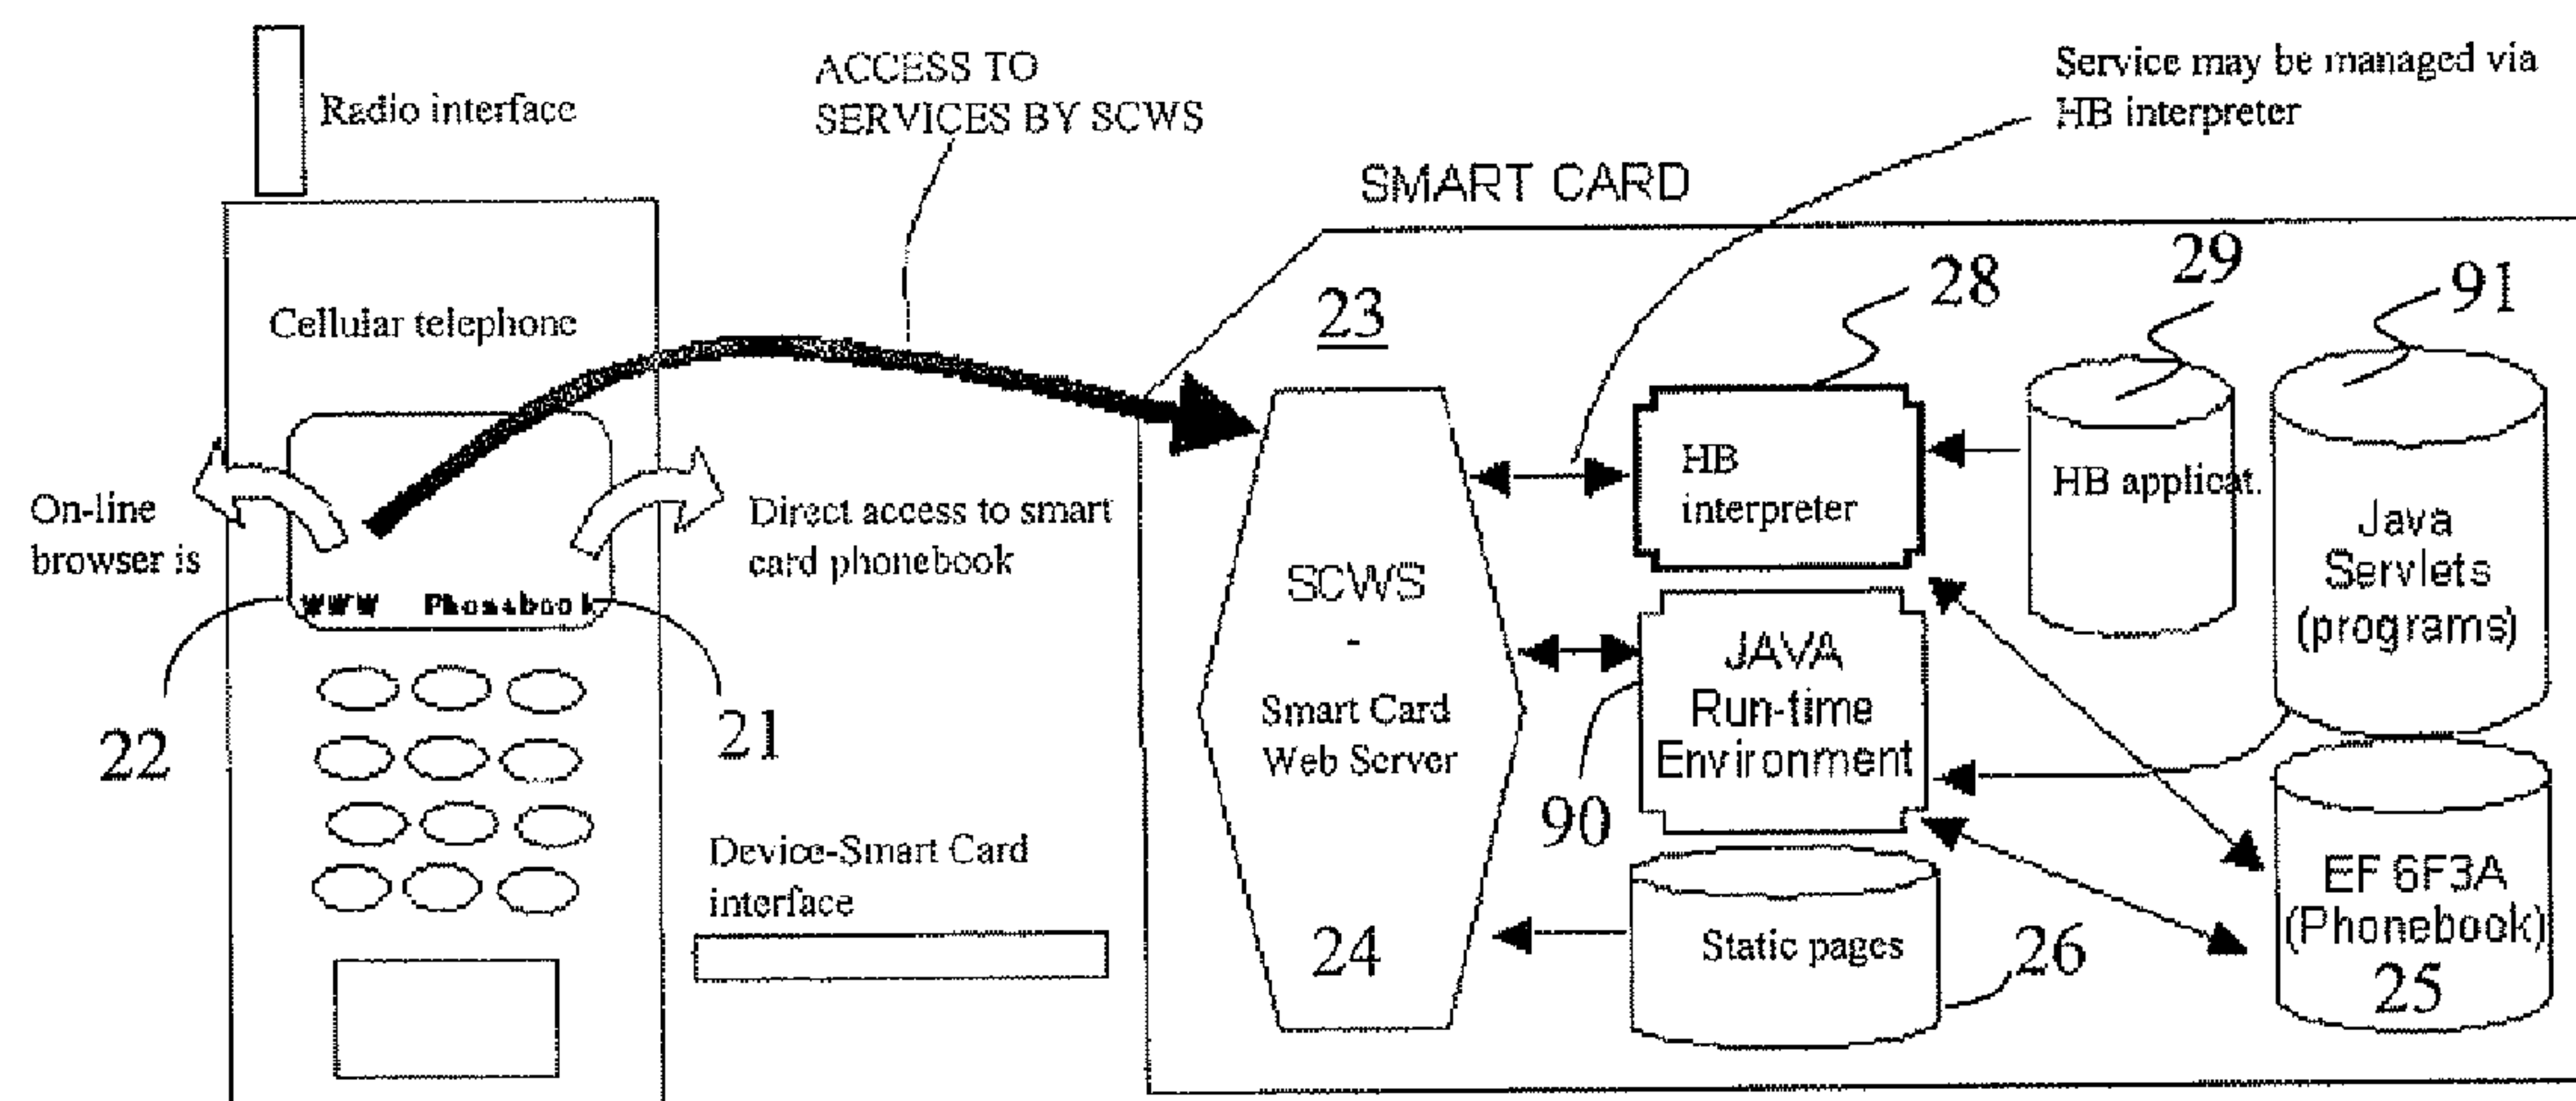 Radio interface
ACCESS TO
SERVICES BY SCWS
Service may be managed via
HB interpreter
SMART CARD
Cellular telephone
23
28
29
91
On-line
browser is
Direct access to smart
card phonebook
WWW Phonebook
22
21
HB
interpreter
HB applicat.
Java
Servlets
(programs)
SCWS
-
Smart Card
Web Server
24
JAVA
Run-time
Environment
90
Device-Smart Card
interface
Static pages
26
EF 6F3A
(Phonebook)
25